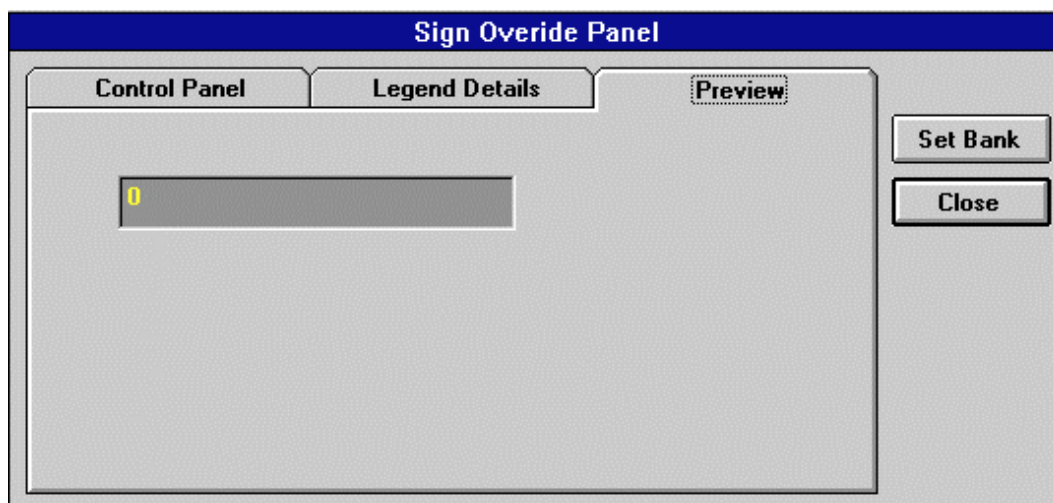 Sign Overide Panel
Control Panel Legend Details Preview
Set Bank
0
Close